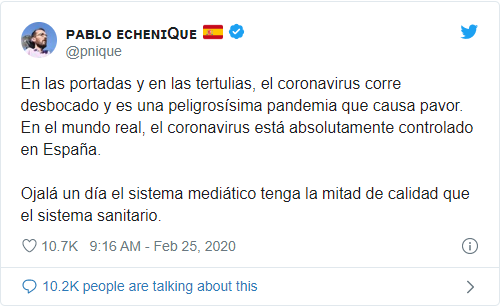 PABLO ECHENIQUE 🇪🇸
@pnique
En las portadas y en las tertulias, el coronavirus corre
desbocado y es una peligrosísima pandemia que causa pavor.
En el mundo real, el coronavirus está absolutamente controlado
en España.
Ojalá un día el sistema mediático tenga la mitad de calidad que
el sistema sanitario.
10.7K 9:16 AM - Feb 25, 2020
10.2K people are talking about this